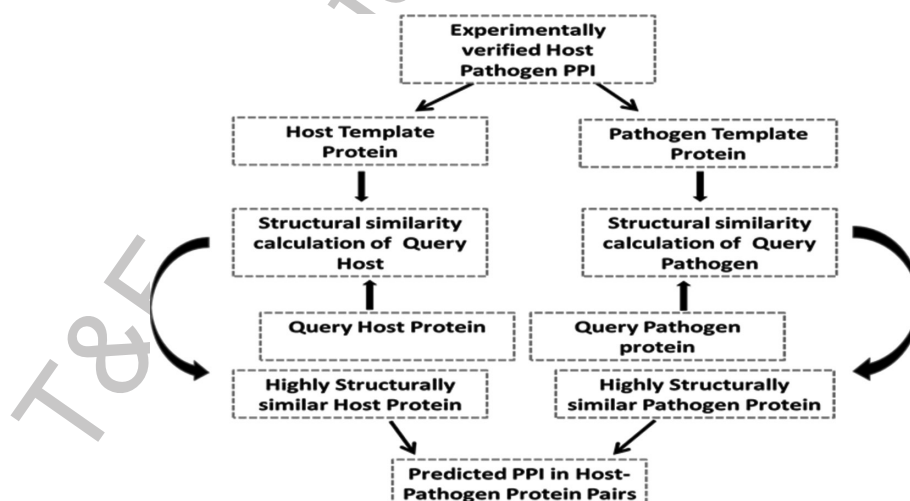 Experimentally
verified Host
Pathogen PPI
Host Template
Protein
Pathogen Template
Protein
Structural similarity
calculation of Query
Host
Structural similarity
calculation of Query
Pathogen
Query Host Protein
Query Pathogen
protein
Highly Structurally
similar Host Protein
Highly Structurally
similar Pathogen Protein
Predicted PPI in Host-
Pathogen Protein Pairs
T&F